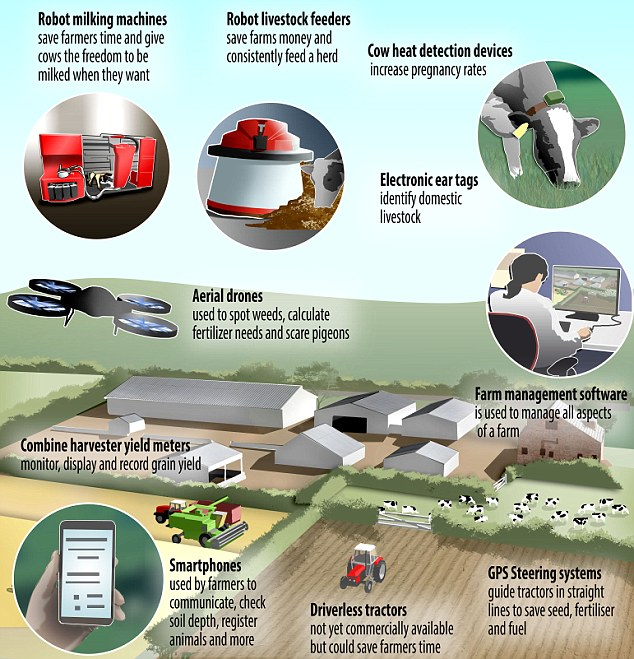 Robot milking machines
save farmers time and give
cows the freedom to be
milked when they want
Robot livestock feeders
save farms money and
consistently feed a herd
Cow heat detection devices
increase pregnancy rates
Electronic ear tags
identify domestic
livestock
Aerial drones
used to spot weeds, calculate
fertilizer needs and scare pigeons
Farm management software
is used to manage all aspects
of a farm
Combine harvester yield meters
monitor, display and record grain yield
Smartphones
used by farmers to
communicate, check
soil depth, register
animals and more
Driverless tractors
not yet commercially available
but could save farmers time
GPS Steering systems
guide tractors in straight
lines to save seed, fertiliser
and fuel